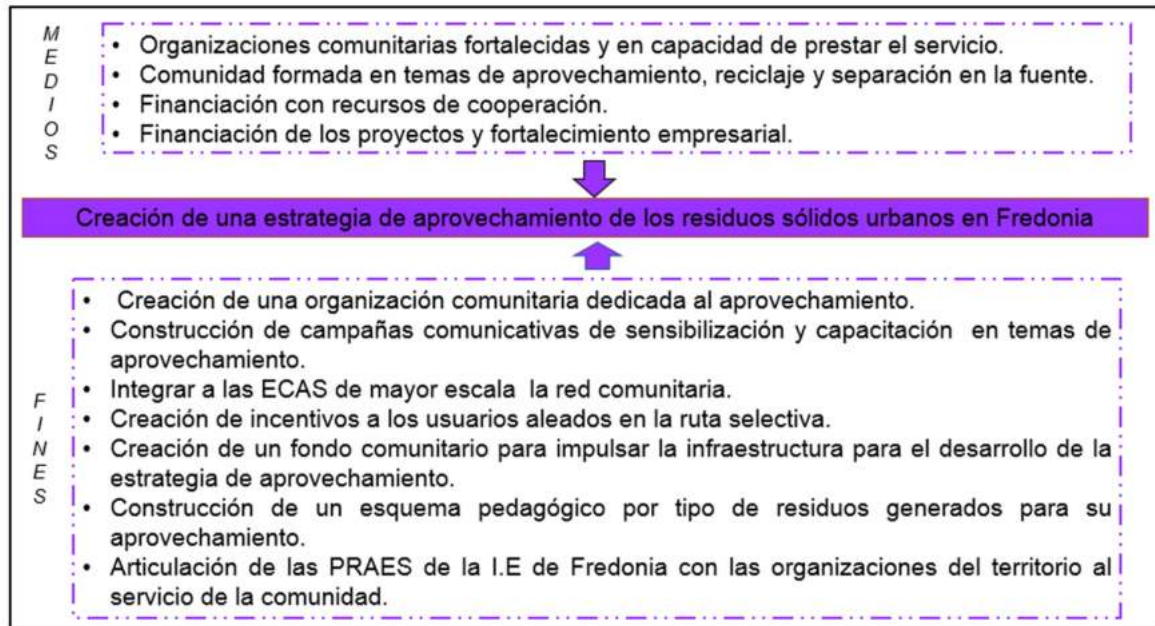 MEDIOS
• Organizaciones comunitarias fortalecidas y en capacidad de prestar el servicio.
• Comunidad formada en temas de aprovechamiento, reciclaje y separación en la fuente.
• Financiación con recursos de cooperación.
• Financiación de los proyectos y fortalecimiento empresarial.
Creación de una estrategia de aprovechamiento de los residuos sólidos urbanos en Fredonia
FINES
• Creación de una organización comunitaria dedicada al aprovechamiento.
• Construcción de campañas comunicativas de sensibilización y capacitación en temas de
aprovechamiento.
• Integrar a las ECAS de mayor escala la red comunitaria.
• Creación de incentivos a los usuarios aleados en la ruta selectiva.
• Creación de un fondo comunitario para impulsar la infraestructura para el desarrollo de la
estrategia de aprovechamiento.
• Construcción de un esquema pedagógico por tipo de residuos generados para su
aprovechamiento.
• Articulación de las PRAES de la I.E de Fredonia con las organizaciones del territorio al
servicio de la comunidad.